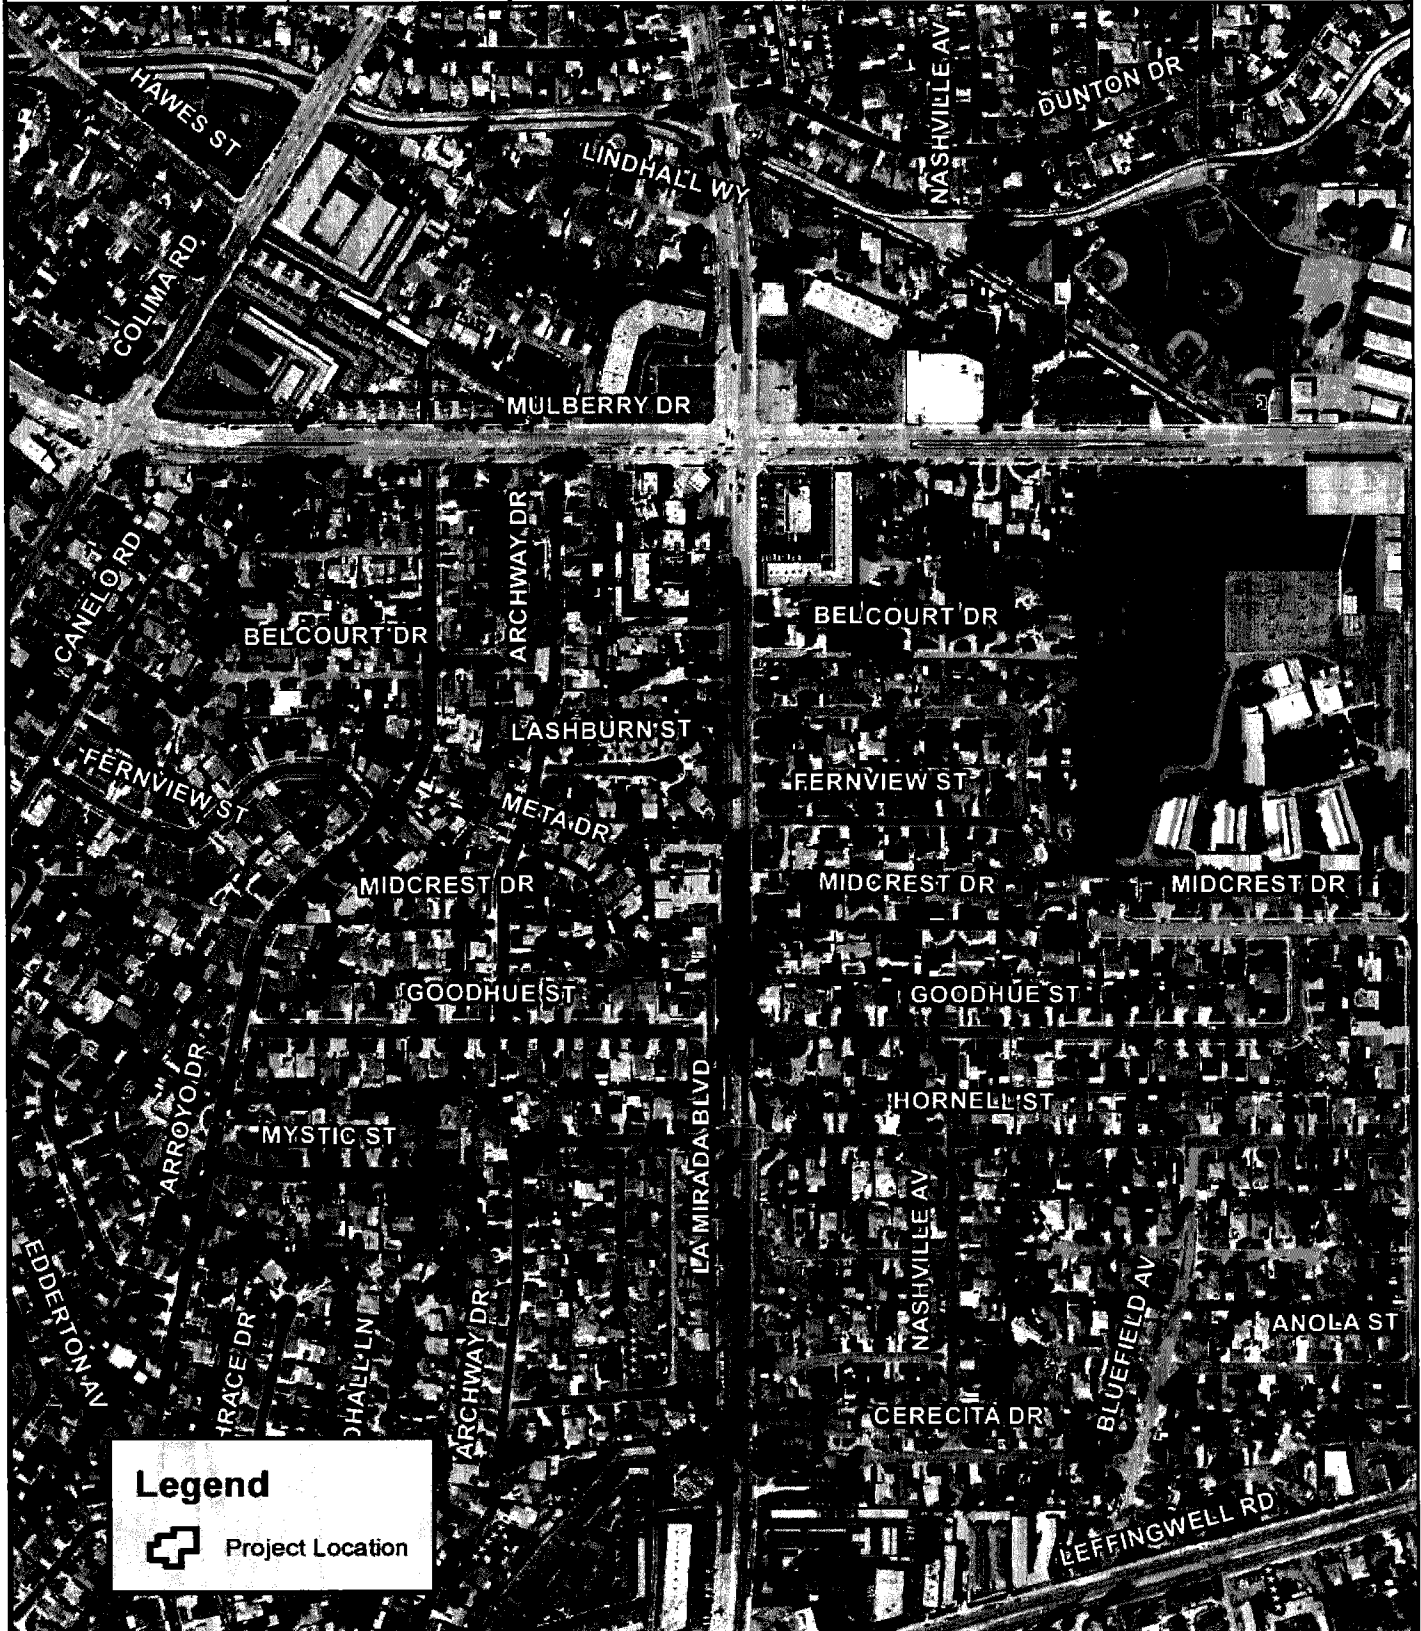 NASHVILLE AV
DUNTON DR
HAWES ST
LINDHALL WY
COLIMA RD
MULBERRY DR
CANELO RD
ARCHWAY DR
BELCOURT DR
BELCOURT DR
LASHBURN ST
FERNVIEW ST
FERNVIEW ST
META DR
MIDCREST DR
MIDCREST DR
MIDCREST DR
GOODHUE ST
GOODHUE ST
ARROYO DR
LA MIRADA BLVD
HORNELL ST
MYSTIC ST
NASHVILLE AV
EDDERTON AV
BLUEFIELD AV
ANOLA ST
ARCHWAY DR
CERECITA DR
LEFFINGWELL RD
Legend
Project Location